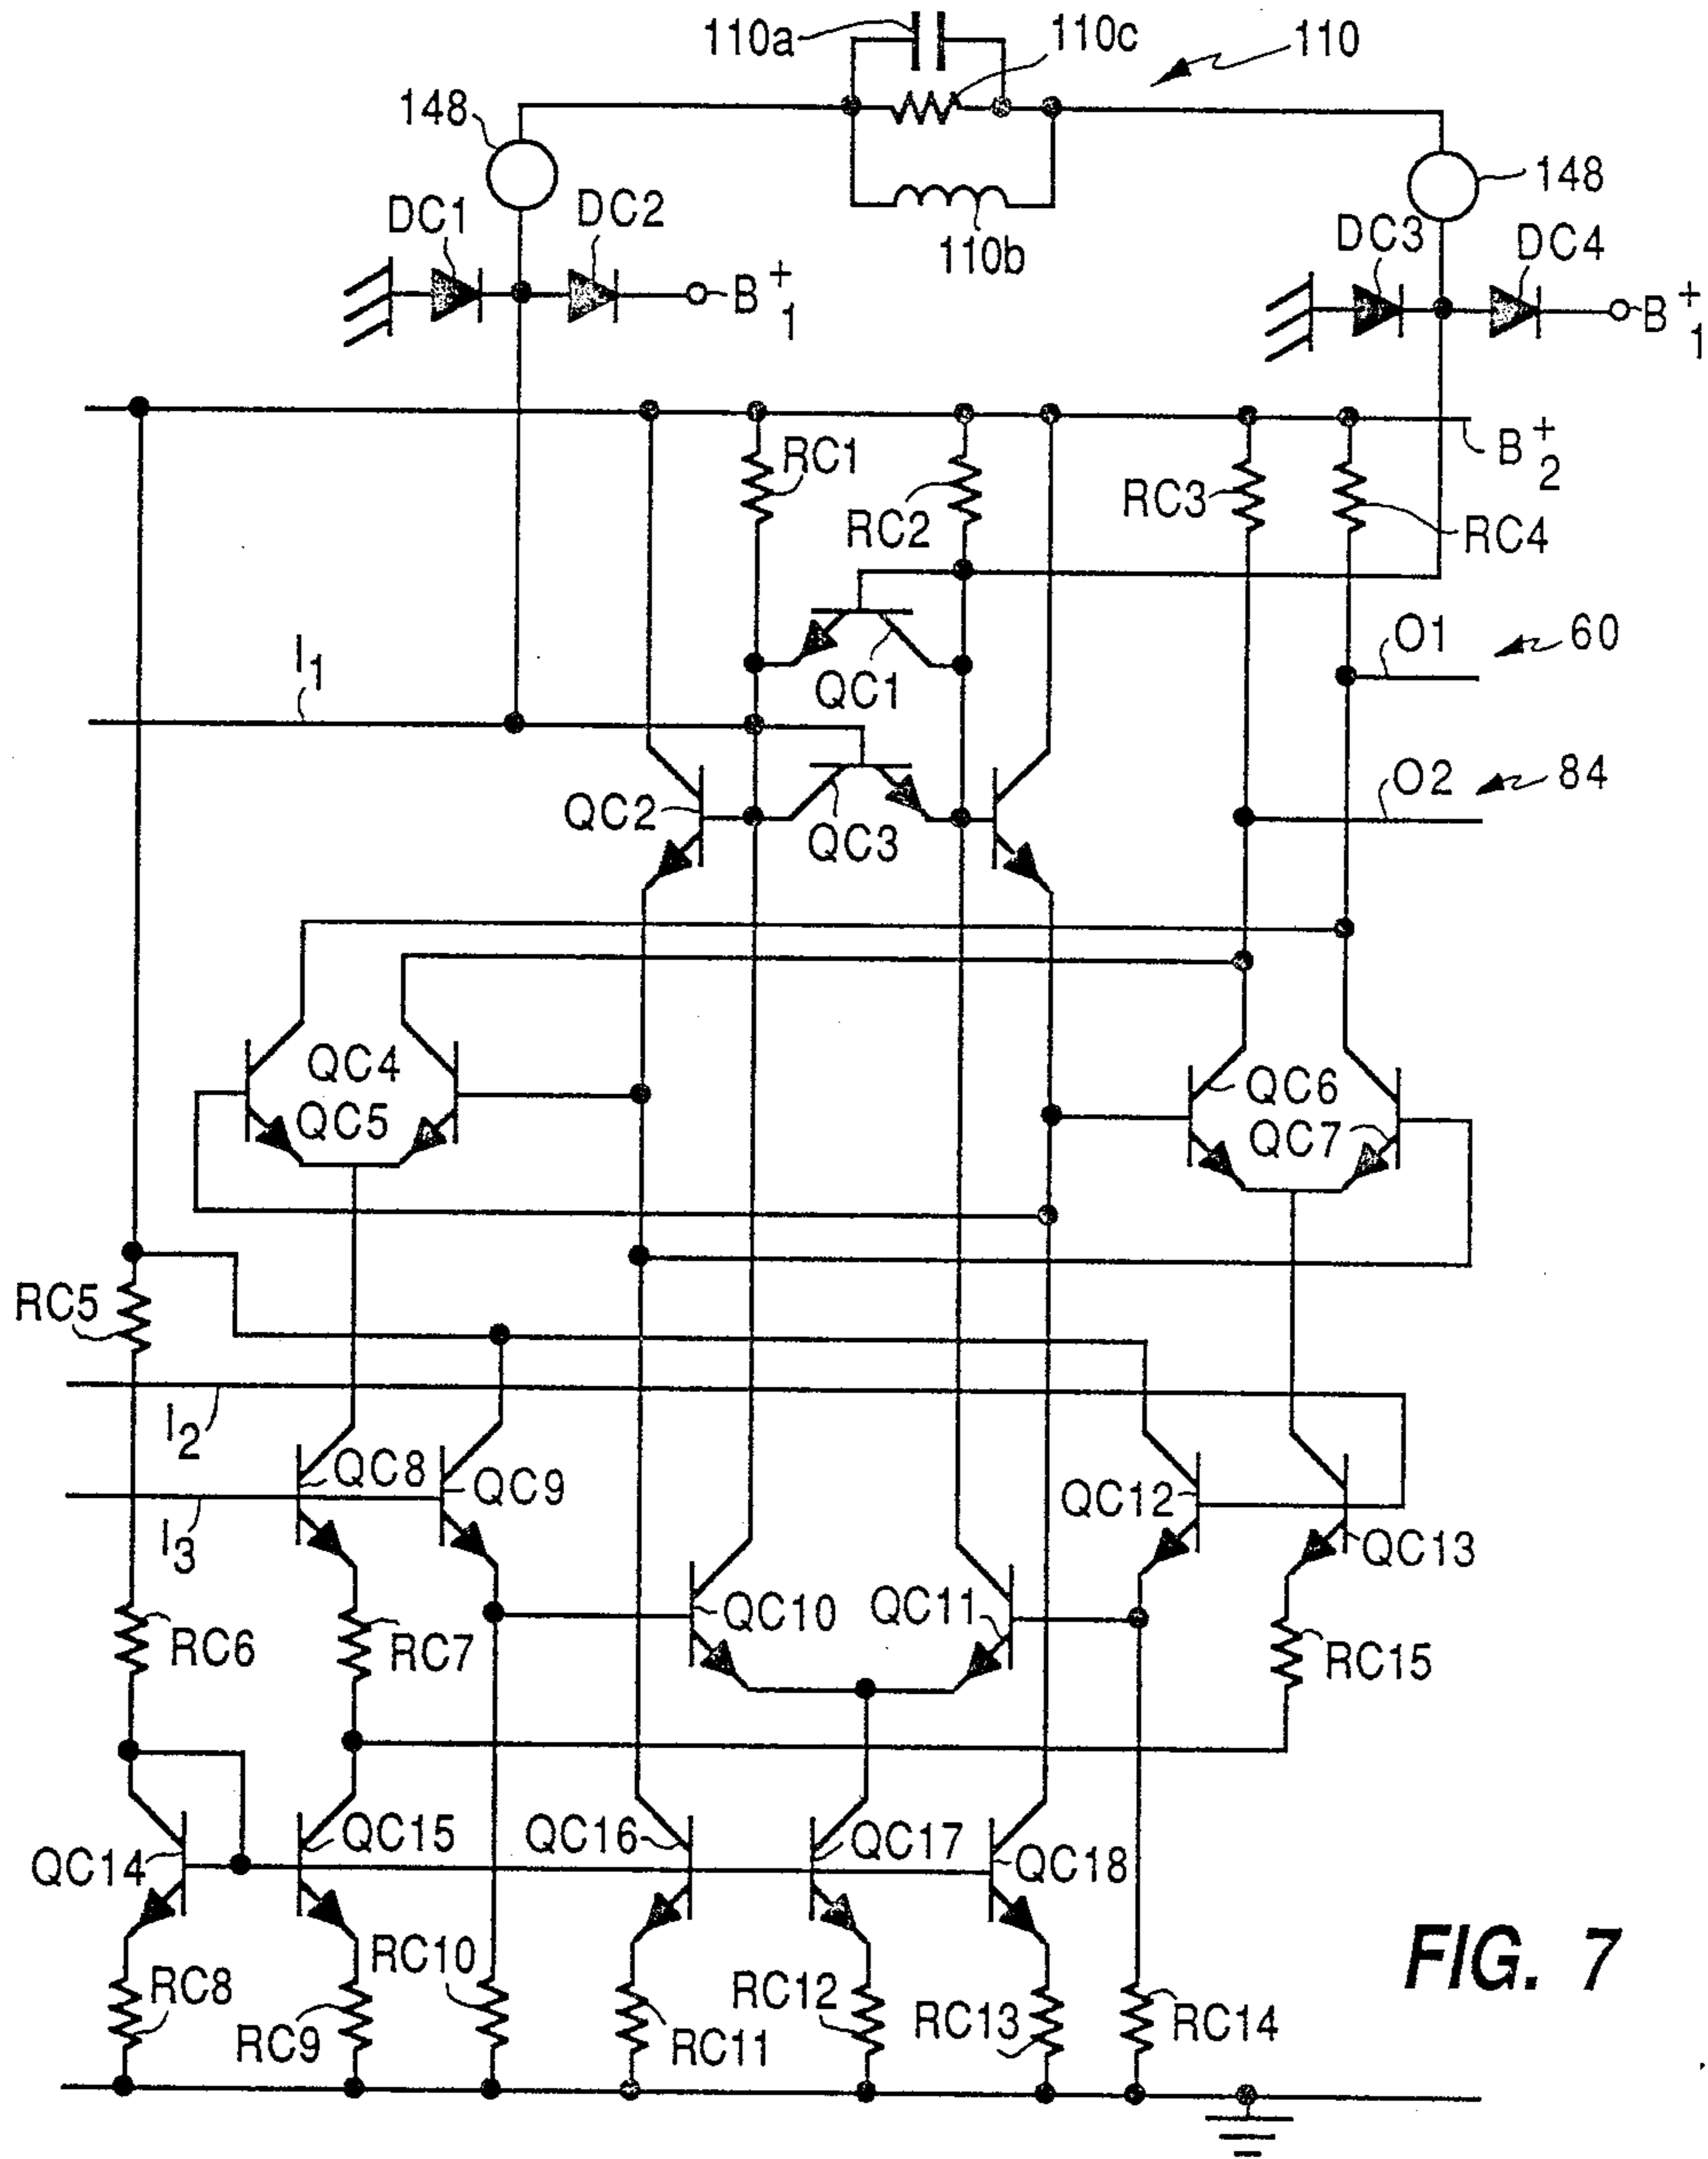 110a
110c
110
148
148
DC1
DC2
110b
DC3
DC4
B+1
B+1
RC1
B+2
RC3
RC2
RC4
I1
O1
60
QC1
O2
84
QC2
QC3
QC4
QC6
QC5
QC7
RC5
I2
QC8
QC9
QC12
I3
QC13
QC10
QC11
RC6
RC7
RC15
QC15
QC16
QC17
QC14
QC18
RC10
FIG. 7
RC8
RC12
RC9
RC11
RC13
RC14